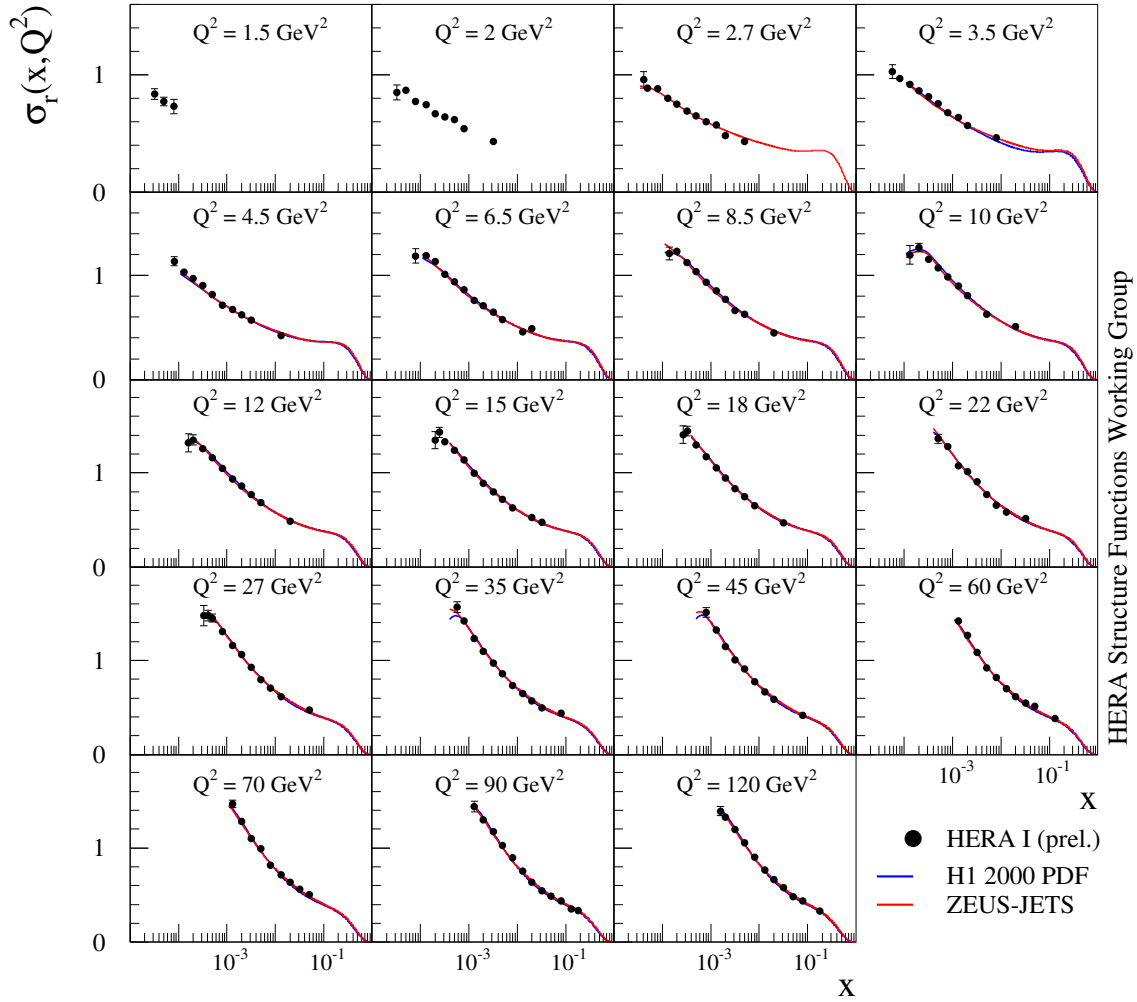 σr(x,Q²)
Q² = 1.5 GeV²
Q² = 2 GeV²
Q² = 2.7 GeV²
Q² = 3.5 GeV²
1
0
Q² = 4.5 GeV²
Q² = 6.5 GeV²
Q² = 8.5 GeV²
Q² = 10 GeV²
1
0
Q² = 12 GeV²
Q² = 15 GeV²
Q² = 18 GeV²
Q² = 22 GeV²
1
0
Q² = 27 GeV²
Q² = 35 GeV²
Q² = 45 GeV²
Q² = 60 GeV²
1
0
10⁻³ 10⁻¹
x
Q² = 70 GeV²
Q² = 90 GeV²
Q² = 120 GeV²
1
0
10⁻³ 10⁻¹
10⁻³ 10⁻¹
10⁻³ 10⁻¹
x
HERA I (prel.)
H1 2000 PDF
ZEUS-JETS
HERA Structure Functions Working Group